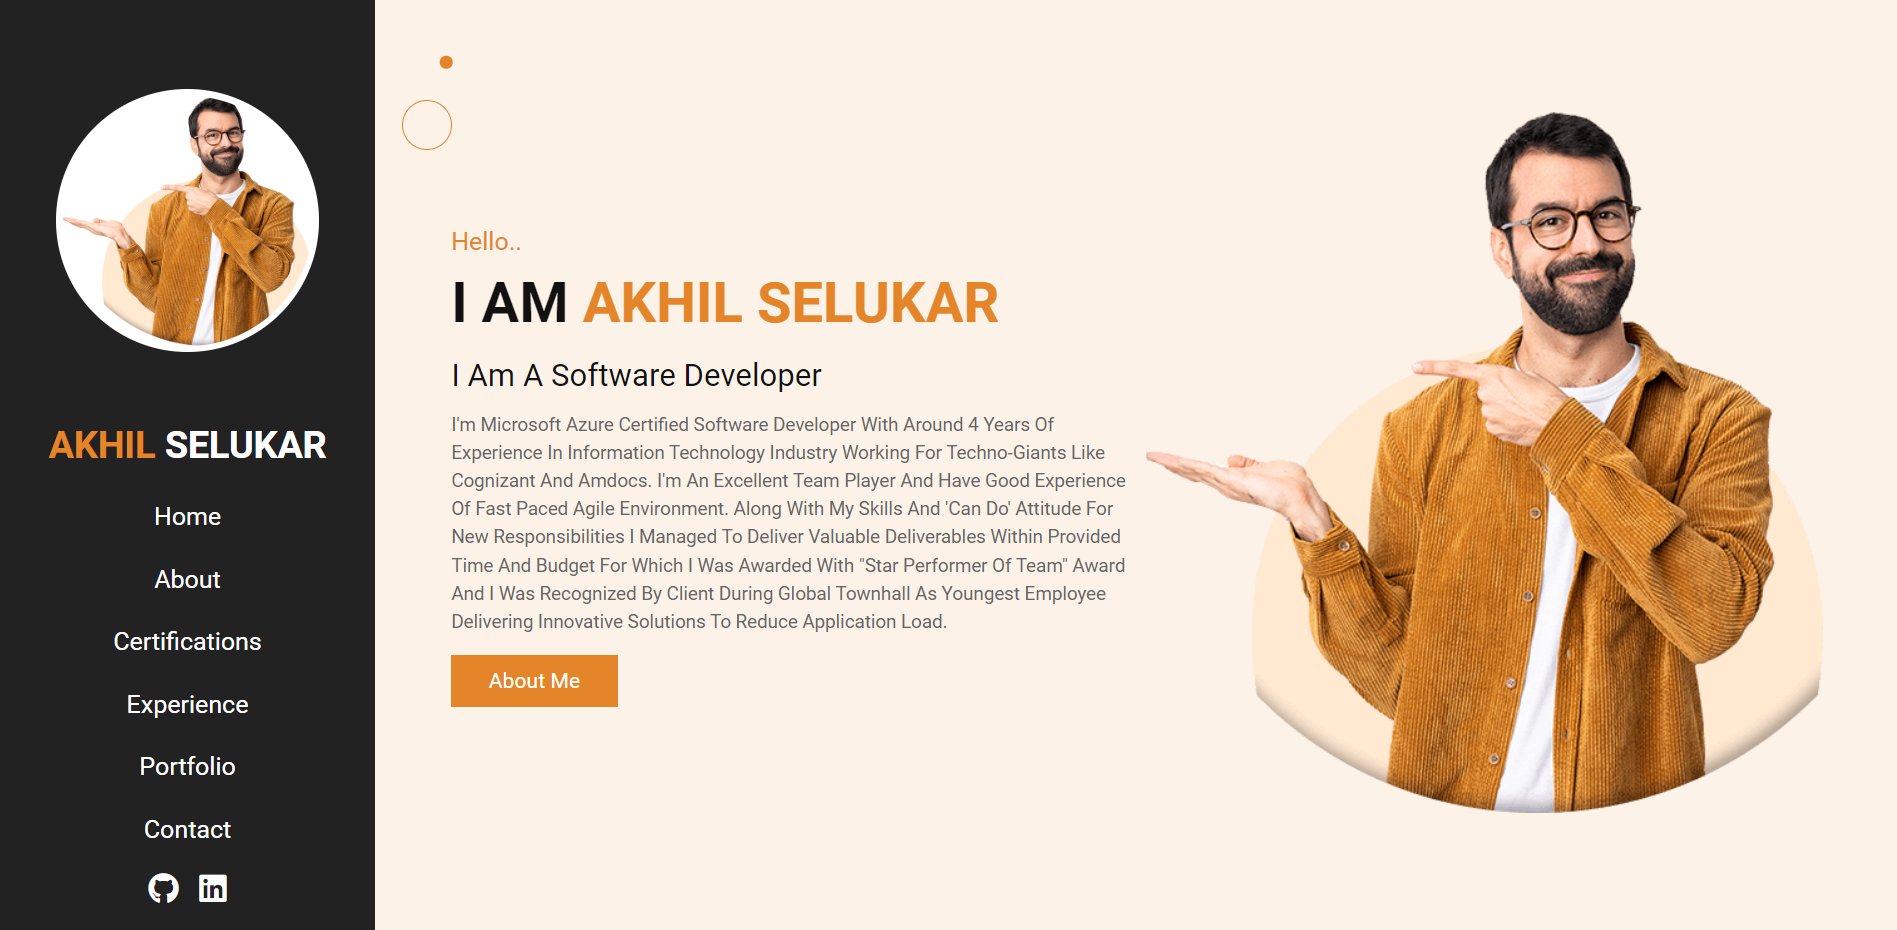 AKHIL SELUKAR
Home
About
Certifications
Experience
Portfolio
Contact
in
Hello..
I AM AKHIL SELUKAR
I Am A Software Developer
I'm Microsoft Azure Certified Software Developer With Around 4 Years Of
Experience In Information Technology Industry Working For Techno-Giants Like
Cognizant And Amdocs. I'm An Excellent Team Player And Have Good Experience
Of Fast Paced Agile Environment. Along With My Skills And 'Can Do' Attitude For
New Responsibilities I Managed To Deliver Valuable Deliverables Within Provided
Time And Budget For Which I Was Awarded With "Star Performer Of Team" Award
And I Was Recognized By Client During Global Townhall As Youngest Employee
Delivering Innovative Solutions To Reduce Application Load.
About Me